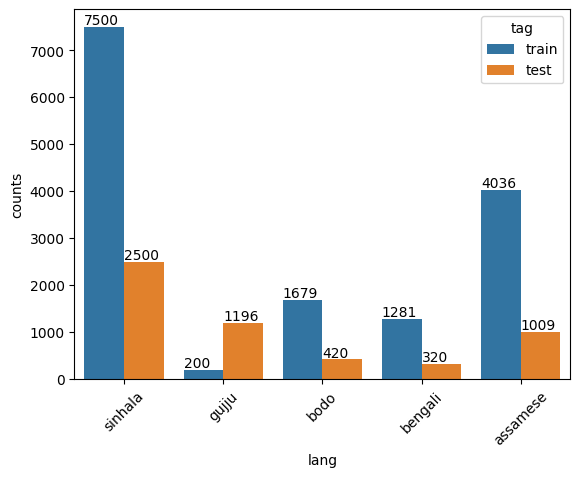 tag
train
test
7500
2500
200
1196
1679
420
1281
320
4036
1009
7000
6000
5000
4000
3000
2000
1000
0
counts
sinhala
gujju
bodo
bengali
assamese
lang